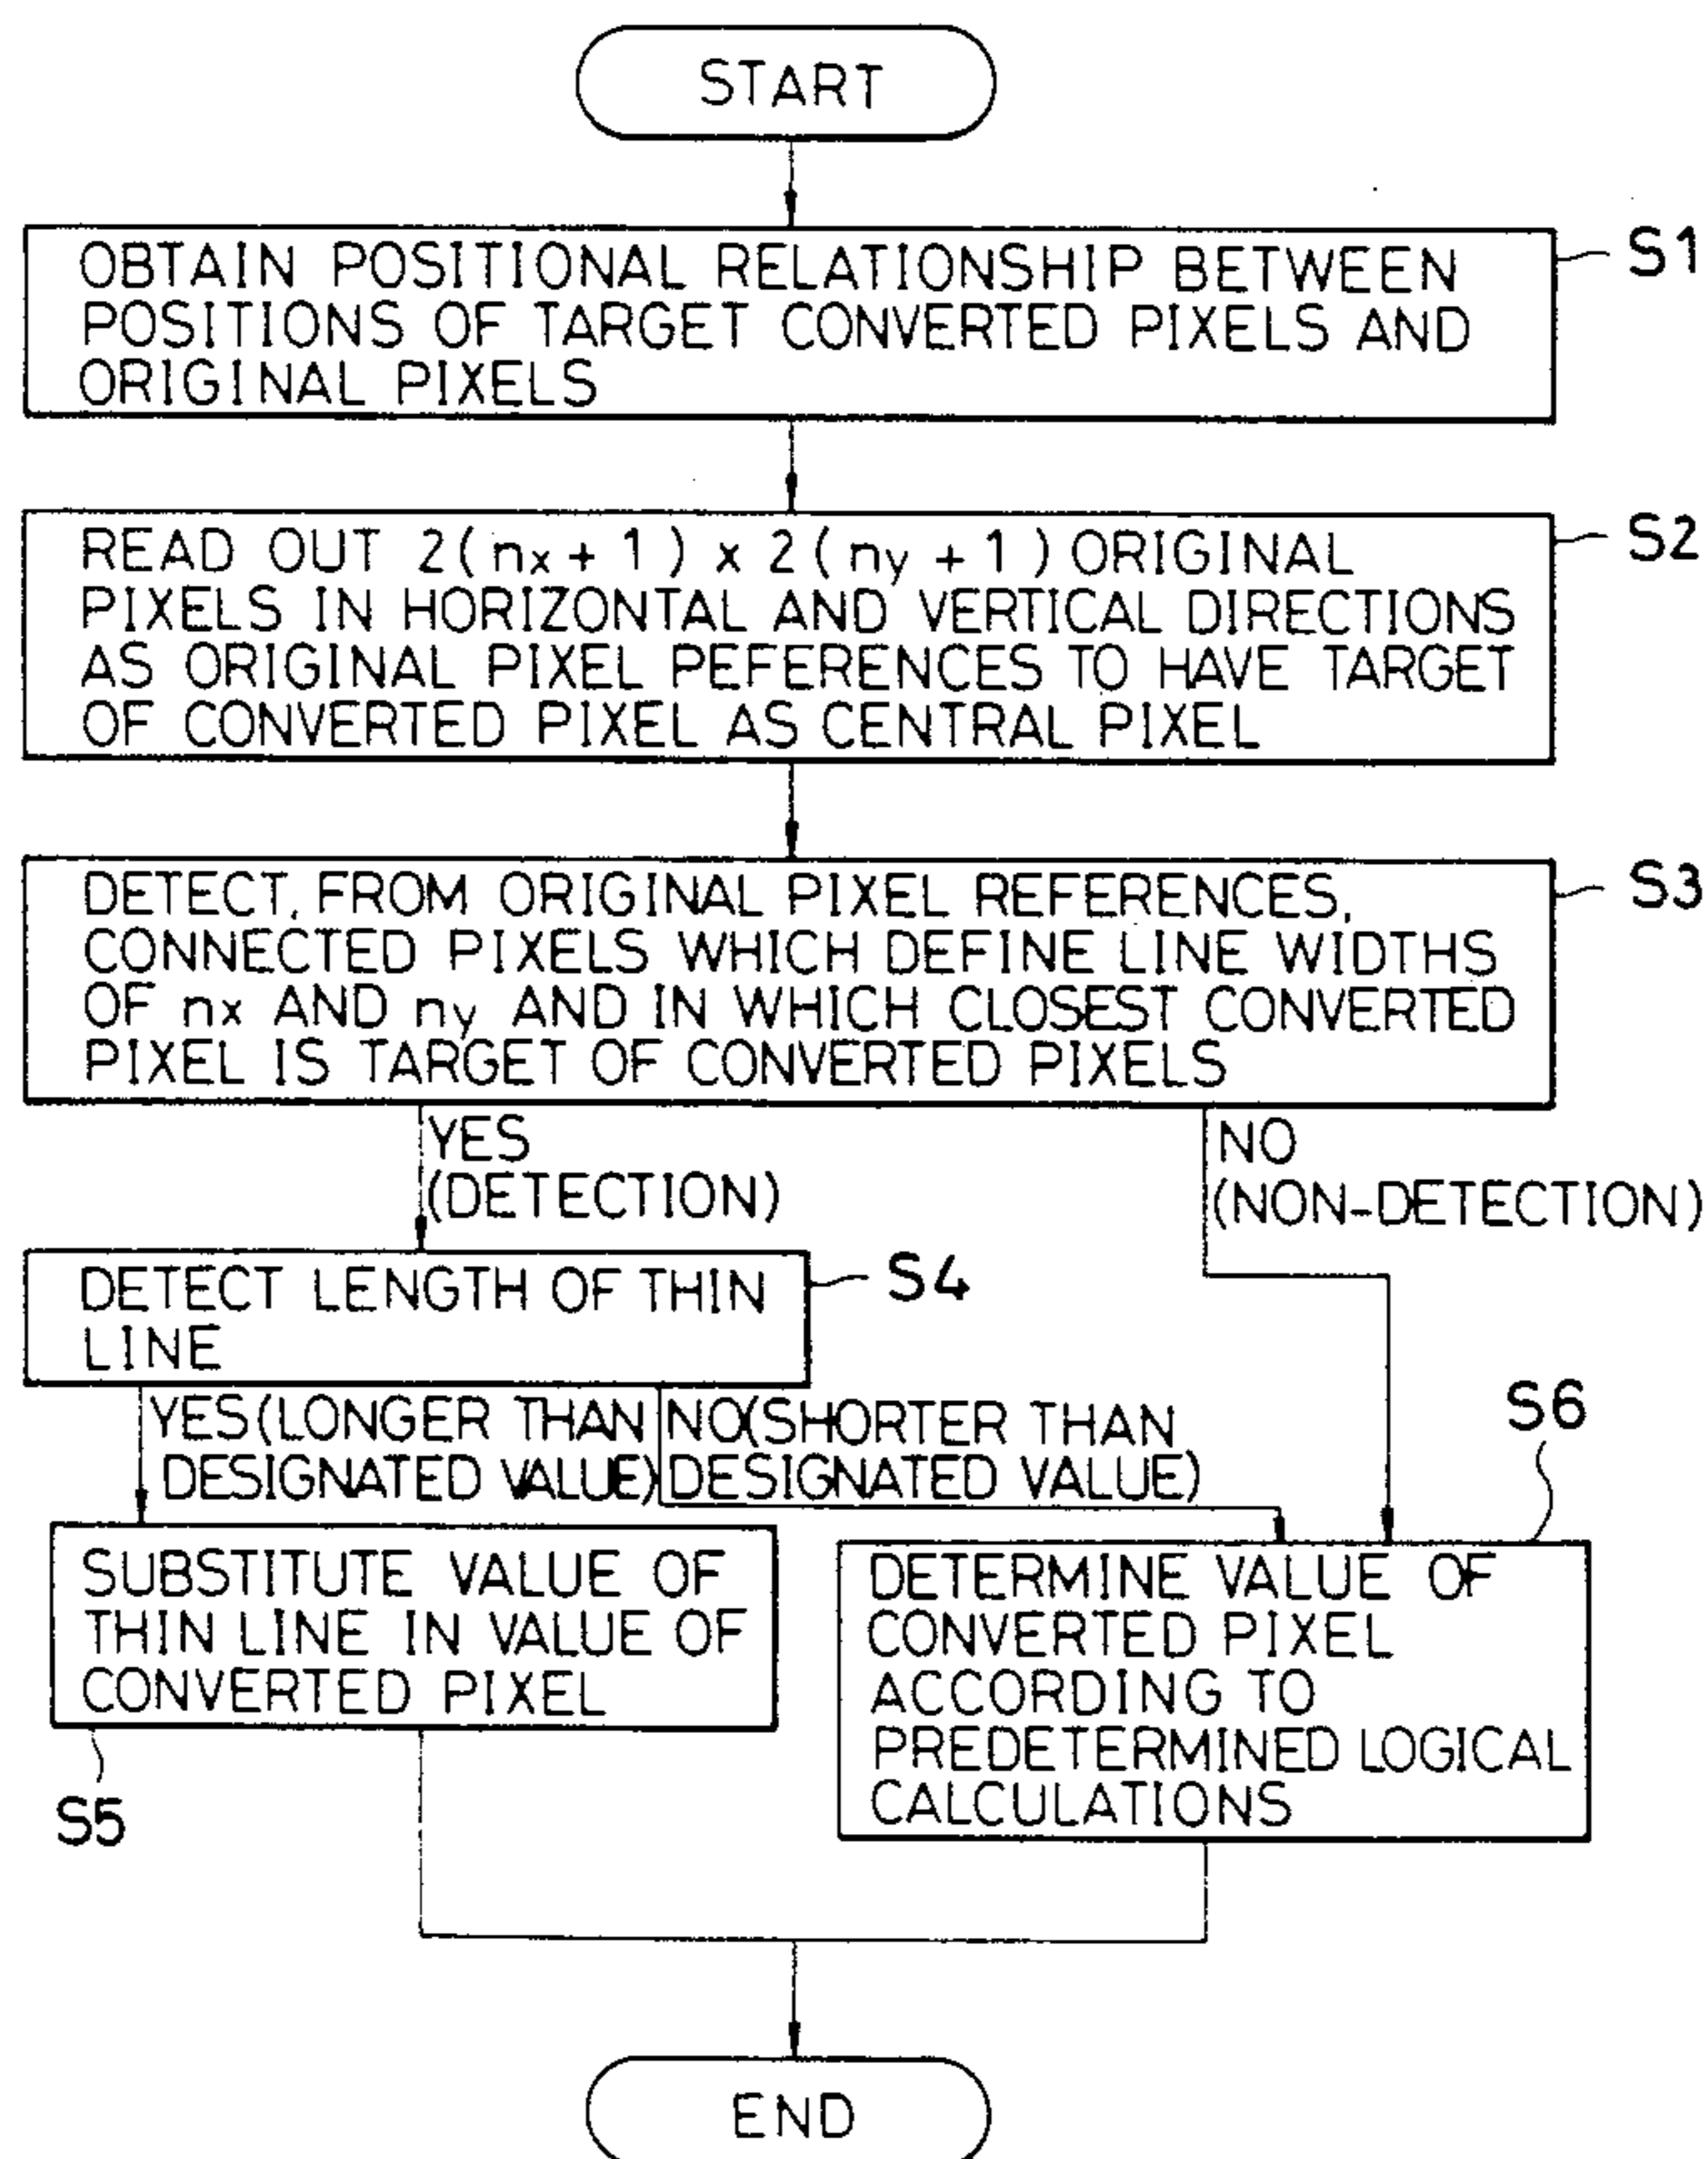 START
OBTAIN POSITIONAL RELATIONSHIP BETWEEN
POSITIONS OF TARGET CONVERTED PIXELS AND
ORIGINAL PIXELS
S1
READ OUT 2(nx + 1) x 2(ny + 1) ORIGINAL
PIXELS IN HORIZONTAL AND VERTICAL DIRECTIONS
AS ORIGINAL PIXEL PEFERENCES TO HAVE TARGET
OF CONVERTED PIXEL AS CENTRAL PIXEL
S2
DETECT, FROM ORIGINAL PIXEL REFERENCES,
CONNECTED PIXELS WHICH DEFINE LINE WIDTHS
OF nx AND ny AND IN WHICH CLOSEST CONVERTED
PIXEL IS TARGET OF CONVERTED PIXELS
S3
YES
(DETECTION)
NO
(NON-DETECTION)
DETECT LENGTH OF THIN
LINE
S4
YES(LONGER THAN
DESIGNATED VALUE)
NO(SHORTER THAN
DESIGNATED VALUE)
S6
SUBSTITUTE VALUE OF
THIN LINE IN VALUE OF
CONVERTED PIXEL
S5
DETERMINE VALUE OF
CONVERTED PIXEL
ACCORDING TO
PREDETERMINED LOGICAL
CALCULATIONS
END